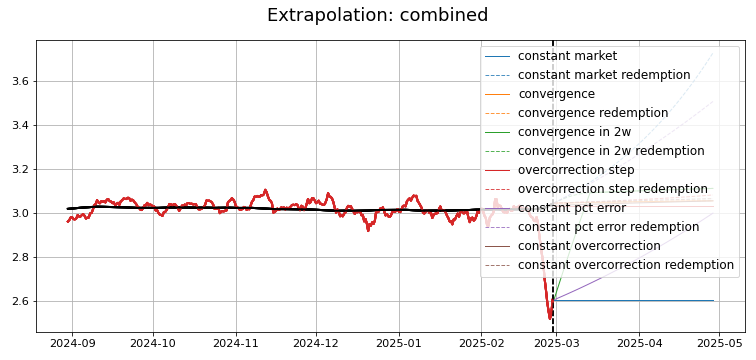 Extrapolation: combined
constant market
constant market redemption
convergence
convergence redemption
convergence in 2w
convergence in 2w redemption
overcorrection step
overcorrection step redemption
constant pct error
constant pct error redemption
constant overcorrection
constant overcorrection redemption
3.6
3.4
3.2
3.0
2.8
2.6
2024-09 2024-10 2024-11 2024-12 2025-01 2025-02 2025-03 2025-04 2025-05